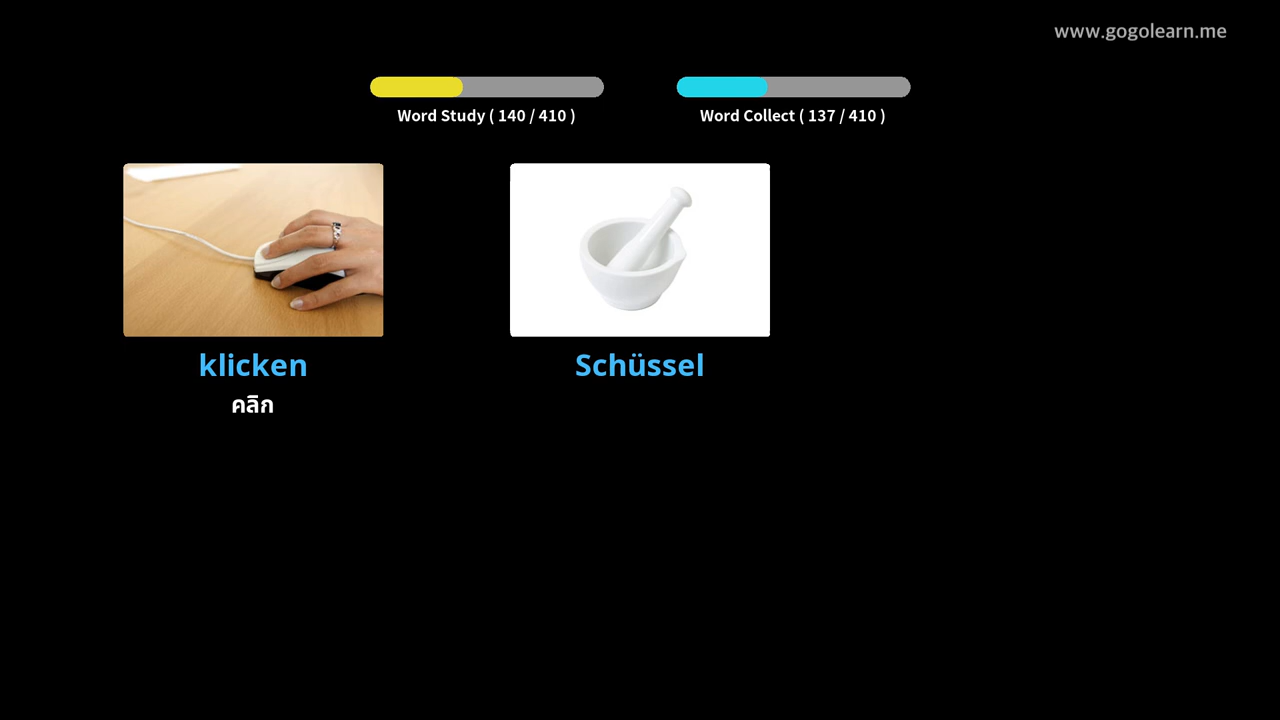 www.gogolearn.me
Word Study ( 140 / 410 )
Word Collect ( 137 / 410 )
klicken
คลิก
Schüssel